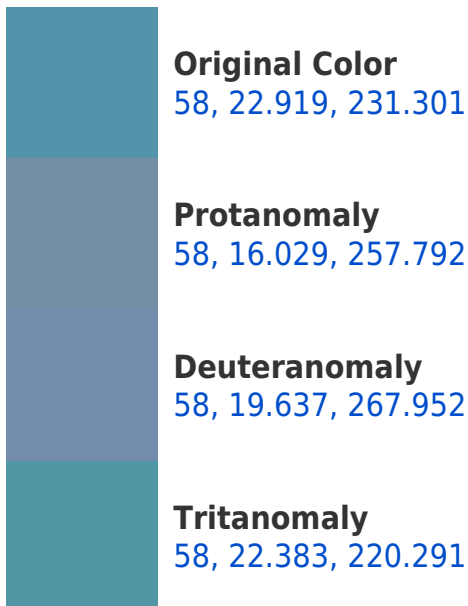 Original Color
58, 22.919, 231.301
Protanomaly
58, 16.029, 257.792
Deuteranomaly
58, 19.637, 267.952
Tritanomaly
58, 22.383, 220.291